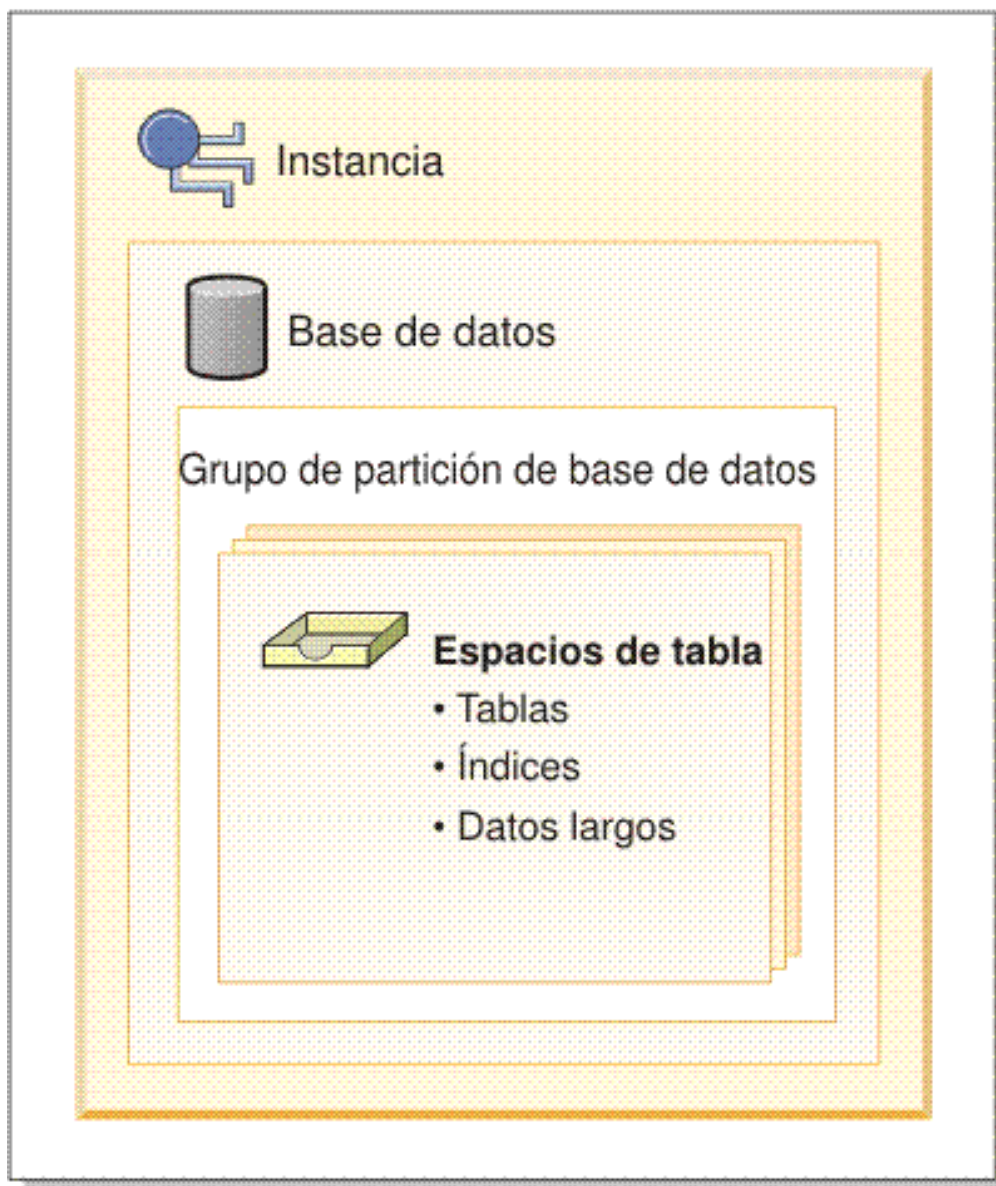 Instancia
Base de datos
Grupo de partición de base de datos
Espacios de tabla
• Tablas
• Índices
• Datos largos